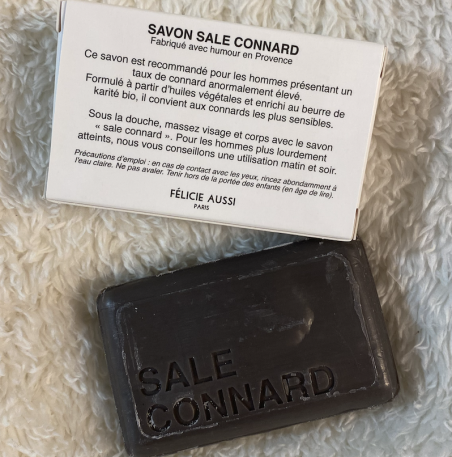 SAVON SALE CONNARD
Fabriqué avec humour en Provence
Ce savon est recommandé pour les hommes présentant un
taux de connard anormalement élevé.
Formulé à partir d'huiles végétales et enrichi au beurre de
karité bio, il convient aux connards les plus sensibles.
Sous la douche, massez visage et corps avec le savon
« sale connard ». Pour les hommes plus lourdement
atteints, nous vous conseillons une utilisation matin et soir.
Précautions d'emploi : en cas de contact avec les yeux, rincez abondamment à
l'eau claire. Ne pas avaler. Tenir hors de la portée des enfants (en âge de lire).
FÉLICIE AUSSI
PARIS
SALE
CONNARD